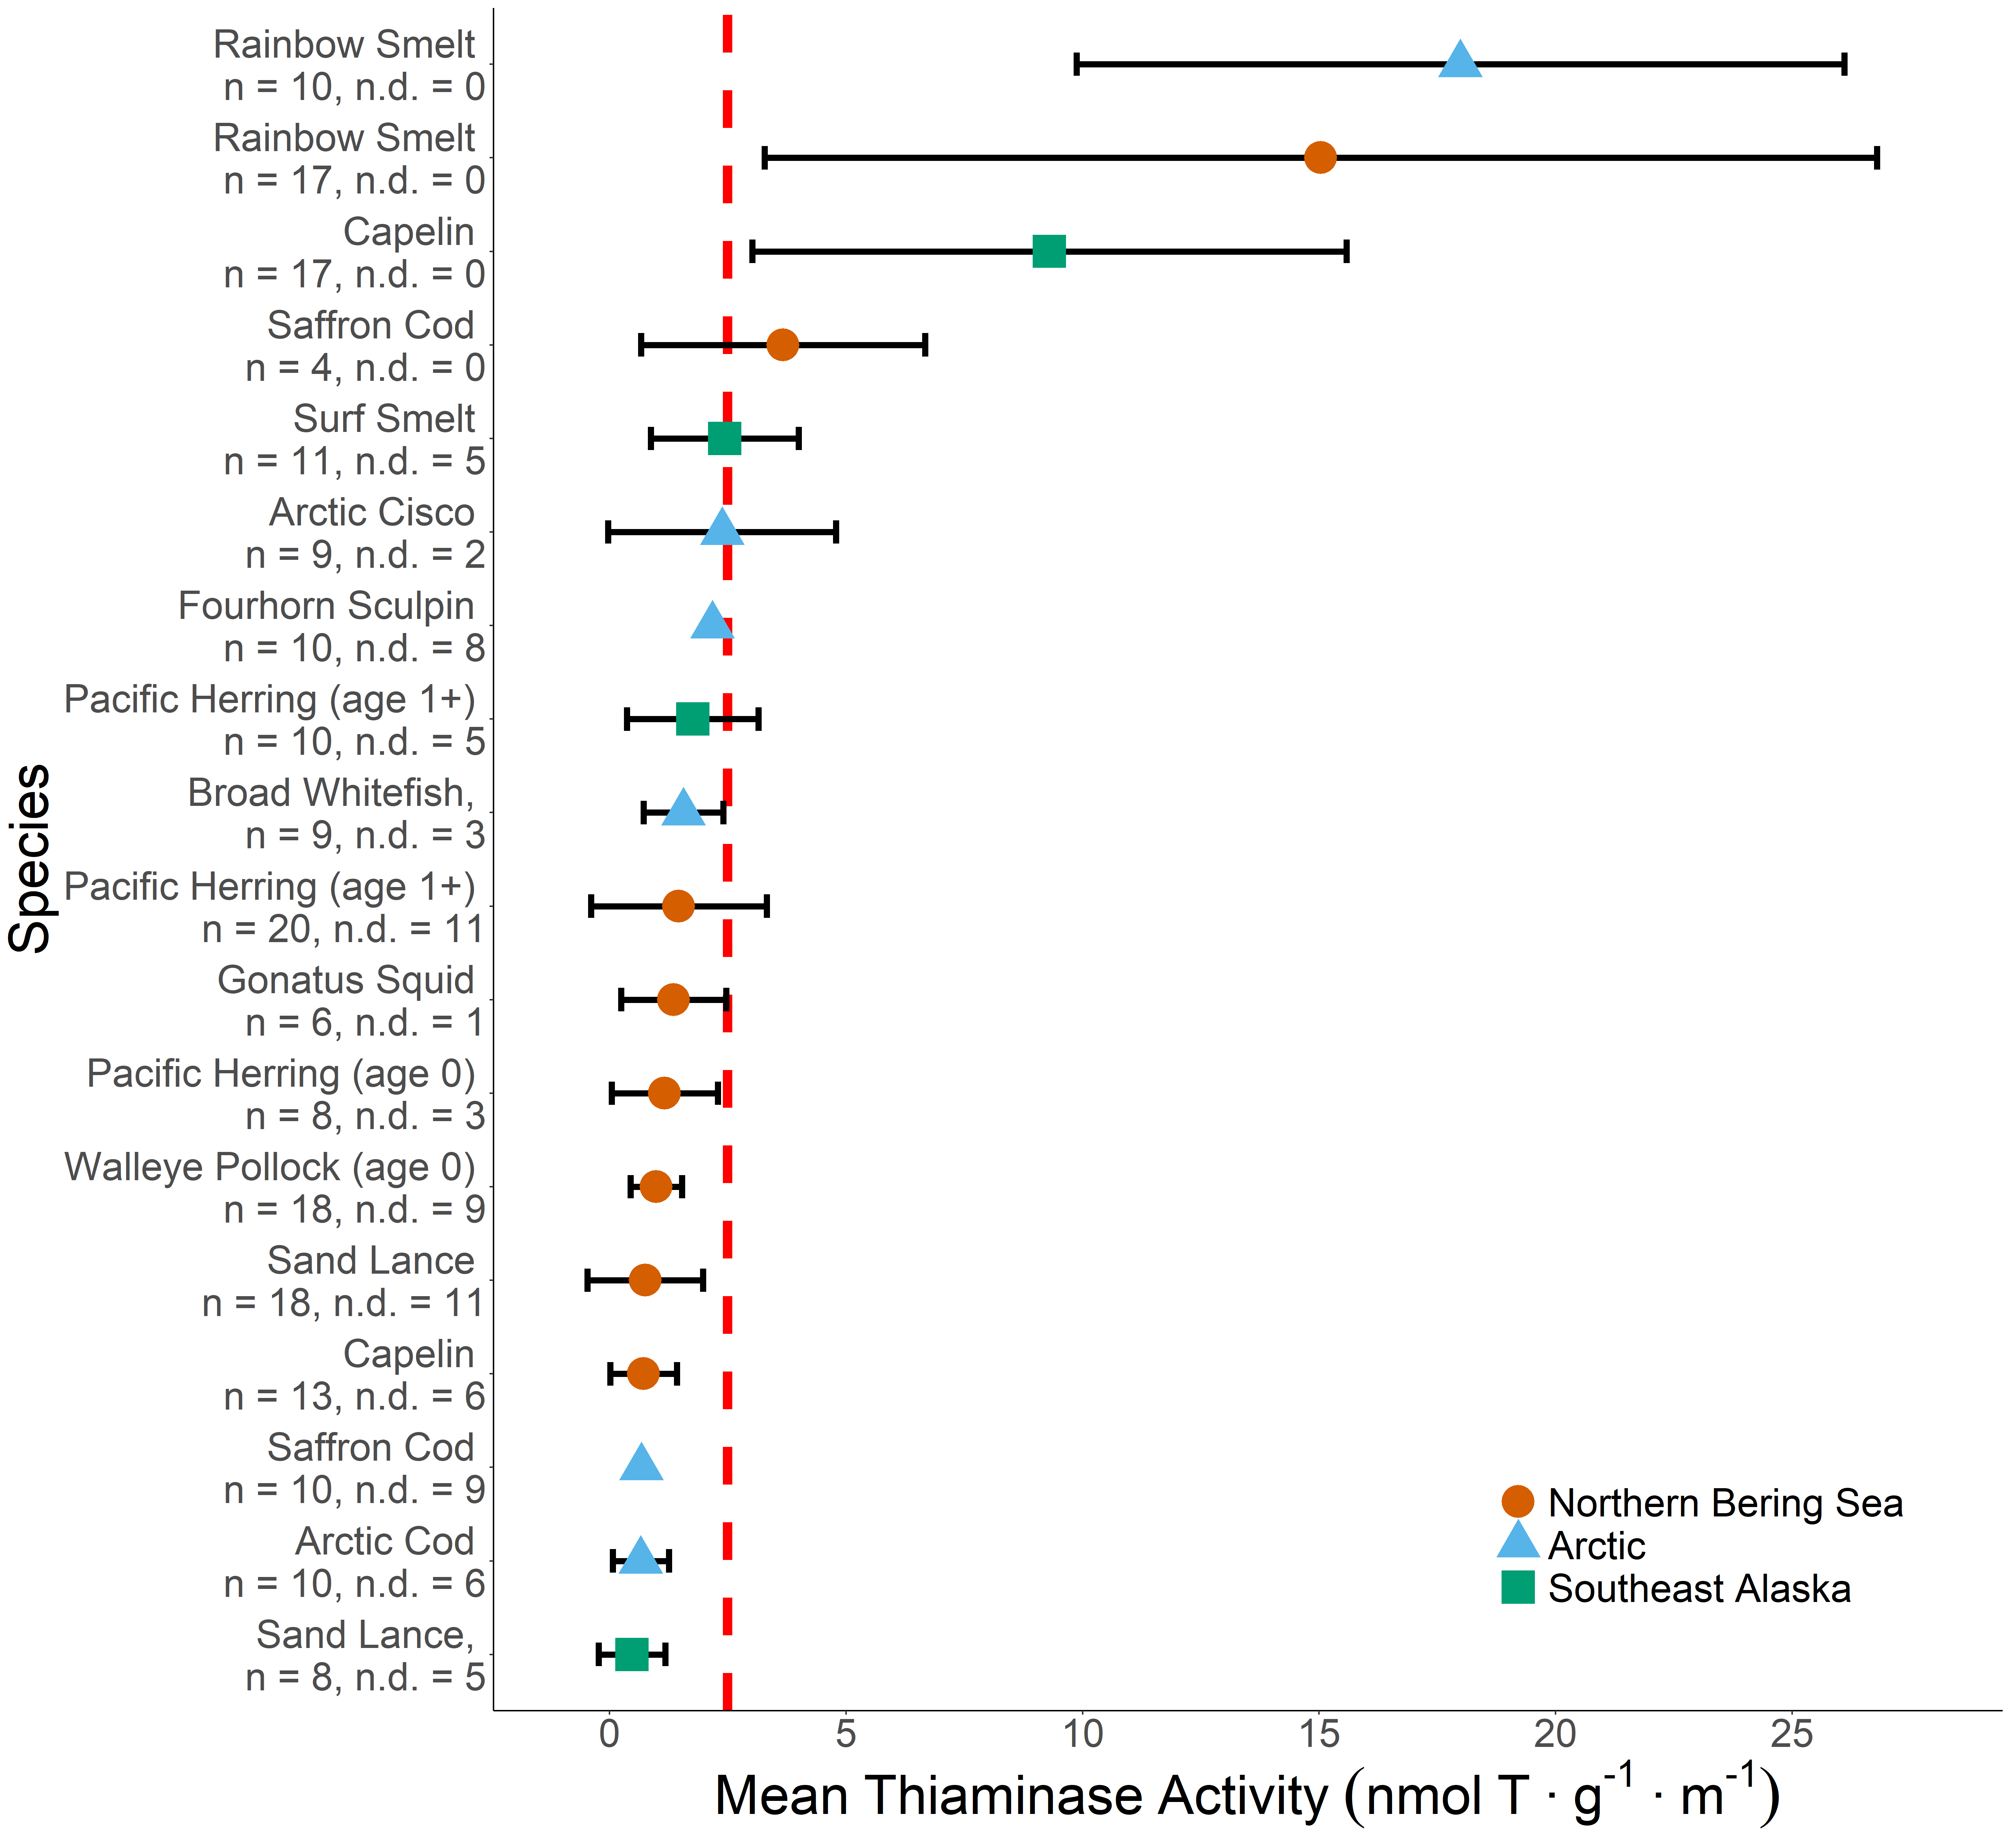 Rainbow Smelt
n = 10, n.d. = 0
Rainbow Smelt
n = 17, n.d. = 0
Capelin
n = 17, n.d. = 0
Saffron Cod
n = 4, n.d. = 0
Surf Smelt
n = 11, n.d. = 5
Arctic Cisco
n = 9, n.d. = 2
Fourhorn Sculpin
n = 10, n.d. = 8
Pacific Herring (age 1+)
n = 10, n.d. = 5
Broad Whitefish,
n = 9, n.d. = 3
Pacific Herring (age 1+)
n = 20, n.d. = 11
Gonatus Squid
n = 6, n.d. = 1
Pacific Herring (age 0)
n = 8, n.d. = 3
Walleye Pollock (age 0)
n = 18, n.d. = 9
Sand Lance
n = 18, n.d. = 11
Capelin
n = 13, n.d. = 6
Saffron Cod
n = 10, n.d. = 9
Arctic Cod
n = 10, n.d. = 6
Sand Lance,
n = 8, n.d. = 5
Species
Northern Bering Sea
Arctic
Southeast Alaska
0 5 10 15 20 25
Mean Thiaminase Activity (nmol T · g⁻¹ · m⁻¹)